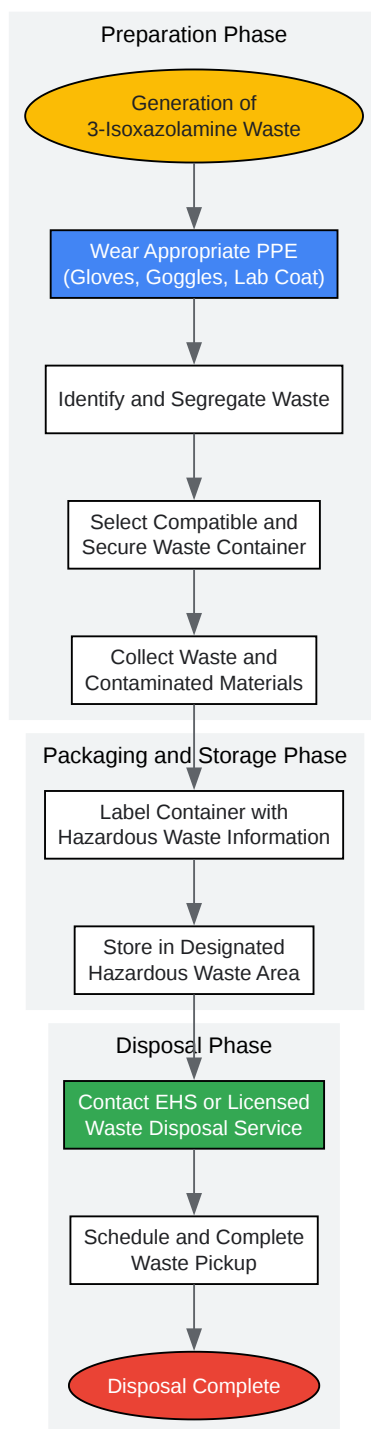 Preparation Phase
Generation of
3-Isoxazolamine Waste
Wear Appropriate PPE
(Gloves, Goggles, Lab Coat)
Identify and Segregate Waste
Select Compatible and
Secure Waste Container
Collect Waste and
Contaminated Materials
Packaging and Storage Phase
Label Container with
Hazardous Waste Information
Store in Designated
Hazardous Waste Area
Disposal Phase
Contact EHS or Licensed
Waste Disposal Service
Schedule and Complete
Waste Pickup
Disposal Complete